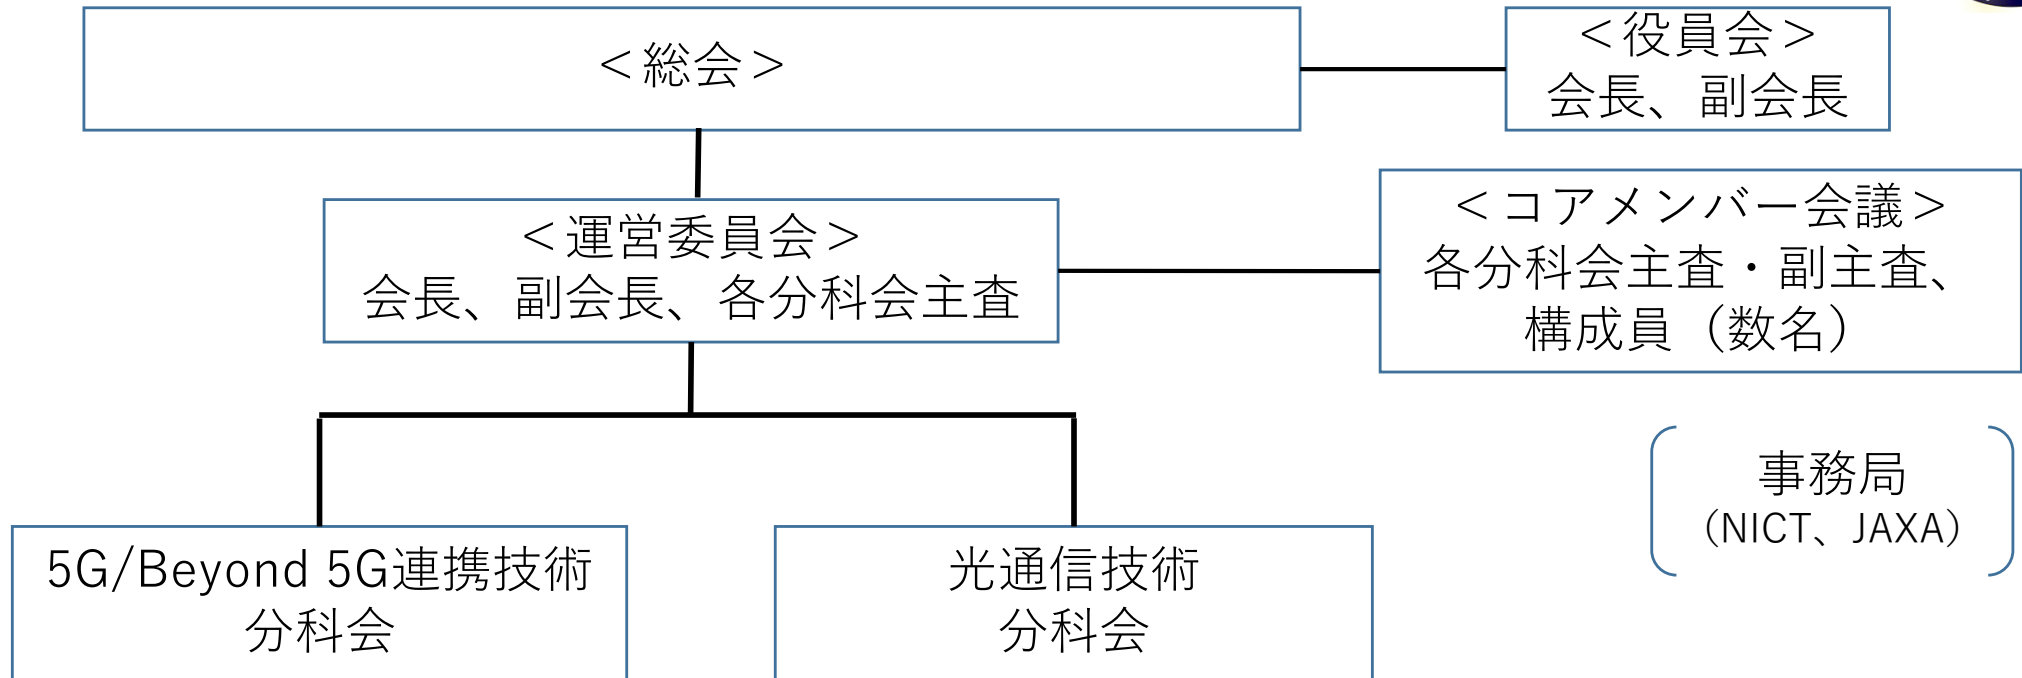 ＜総会＞
＜役員会＞
会長、副会長
＜運営委員会＞
会長、副会長、各分科会主査
＜コアメンバー会議＞
各分科会主査・副主査、
構成員（数名）
事務局
（NICT、JAXA）
5G/Beyond 5G連携技術
分科会
光通信技術
分科会